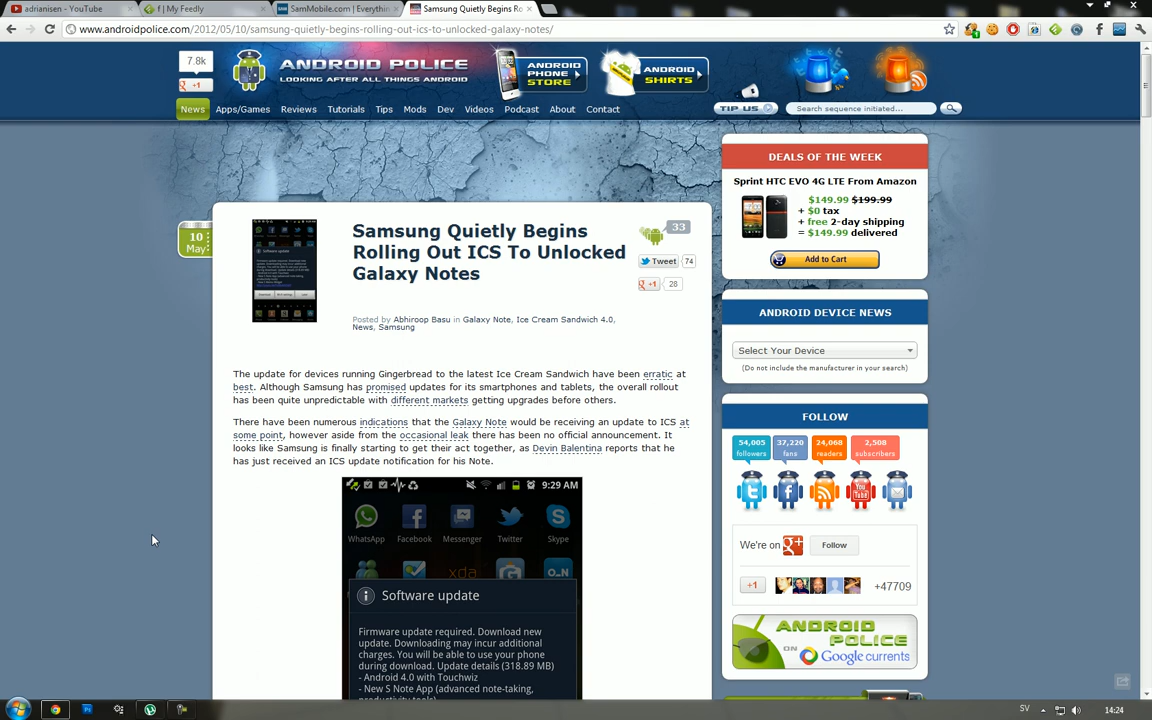 adrianisen - YouTube
f | My Feedly
SamMobile.com | Everythin
Samsung Quietly Begins Ro
www.androidpolice.com/2012/05/10/samsung-quietly-begins-rolling-out-ics-to-unlocked-galaxy-notes/
7.8k
+1
ANDROID POLICE
LOOKING AFTER ALL THINGS ANDROID
ANDROID
PHONE
STORE
ANDROID
SHIRTS
News
Apps/Games
Reviews
Tutorials
Tips
Mods
Dev
Videos
Podcast
About
Contact
TIP US
Search sequence initiated...
10
May
Samsung Quietly Begins
Rolling Out ICS To Unlocked
Galaxy Notes
33
Tweet 74
+1 28
Posted by Abhiroop Basu in Galaxy Note, Ice Cream Sandwich 4.0,
News, Samsung
The update for devices running Gingerbread to the latest Ice Cream Sandwich have been erratic at
best. Although Samsung has promised updates for its smartphones and tablets, the overall rollout
has been quite unpredictable with different markets getting upgrades before others.
There have been numerous indications that the Galaxy Note would be receiving an update to ICS at
some point, however aside from the occasional leak there has been no official announcement. It
looks like Samsung is finally starting to get their act together, as Devin Balentina reports that he
has just received an ICS update notification for his Note.
9:29 AM
WhatsApp
Facebook
Messenger
Twitter
Skype
xda
Software update
Firmware update required. Download new
update. Downloading may incur additional
charges. You will be able to use your phone
during download. Update details (318.89 MB)
- Android 4.0 with Touchwiz
- New S Note App (advanced note-taking,
DEALS OF THE WEEK
Sprint HTC EVO 4G LTE From Amazon
$149.99 $199.99
+ $0 tax
+ free 2-day shipping
= $149.99 delivered
Add to Cart
ANDROID DEVICE NEWS
Select Your Device
(Do not include the manufacturer in your search)
FOLLOW
54,005
followers
37,220
fans
24,068
readers
2,508
subscribers
We're on
Follow
+1
+47709
ANDROID
POLICE
ON
Google currents
SV
14:24